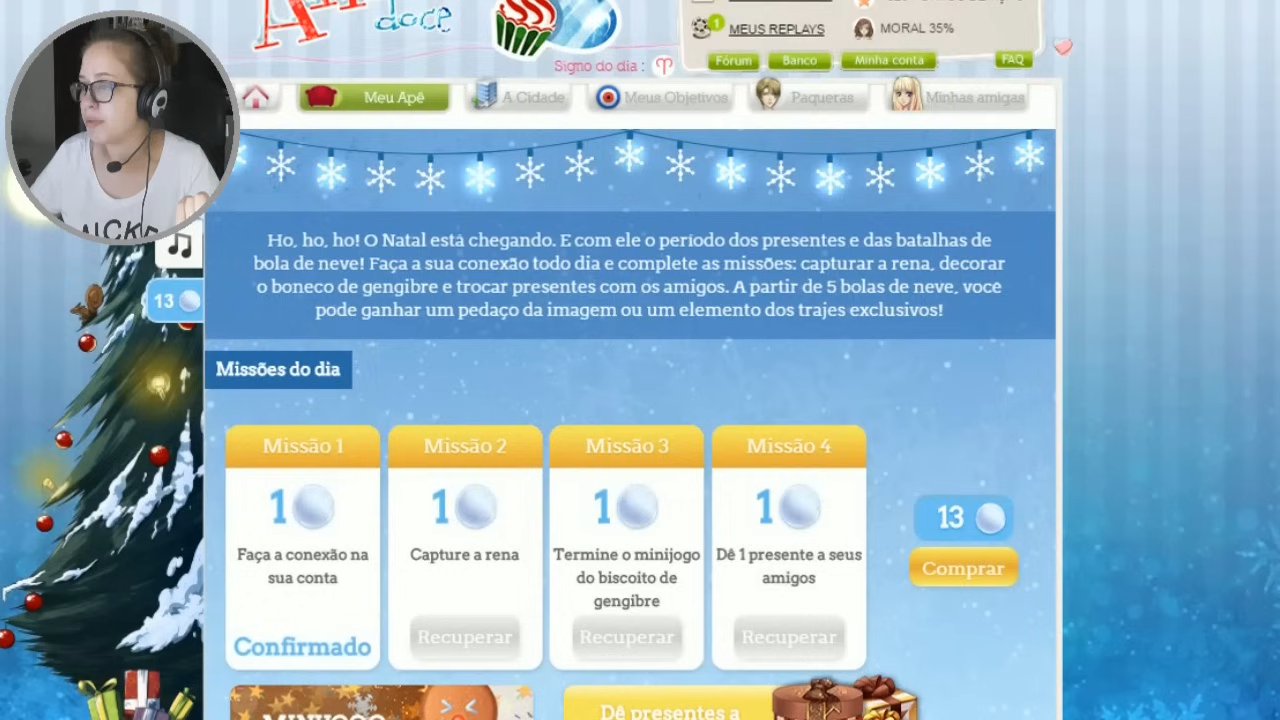 doce
Signo do dia :
1
MEUS REPLAYS
MORAL 35%
Fórum
Banco
Minha conta
FAQ
Meu Apê
A Cidade
Meus Objetivos
Paqueras
Minhas amigas
13
Ho, ho, ho! O Natal está chegando. E com ele o período dos presentes e das batalhas de
bola de neve! Faça a sua conexão todo dia e complete as missões: capturar a rena, decorar
o boneco de gengibre e trocar presentes com os amigos. A partir de 5 bolas de neve, você
pode ganhar um pedaço da imagem ou um elemento dos trajes exclusivos!
Missões do dia
Missão 1
1
Faça a conexão na
sua conta
Confirmado
Missão 2
1
Capture a rena
Recuperar
Missão 3
1
Termine o minijogo
do biscoito de
gengibre
Recuperar
Missão 4
1
Dê 1 presente a seus
amigos
Recuperar
13
Comprar
MINIJOGO
Dê presentes a